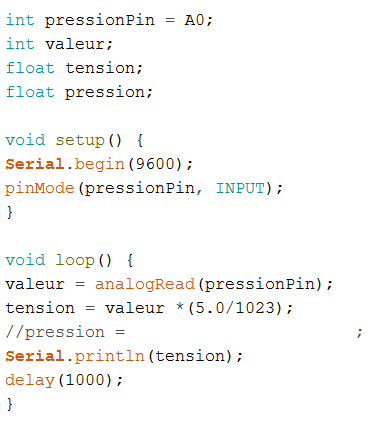 int pressionPin = A0;
int valeur;
float tension;
float pression;
void setup() {
Serial.begin(9600);
pinMode(pressionPin, INPUT);
}
void loop() {
valeur = analogRead(pressionPin);
tension = valeur *(5.0/1023);
//pression =                       ;
Serial.println(tension);
delay(1000);
}